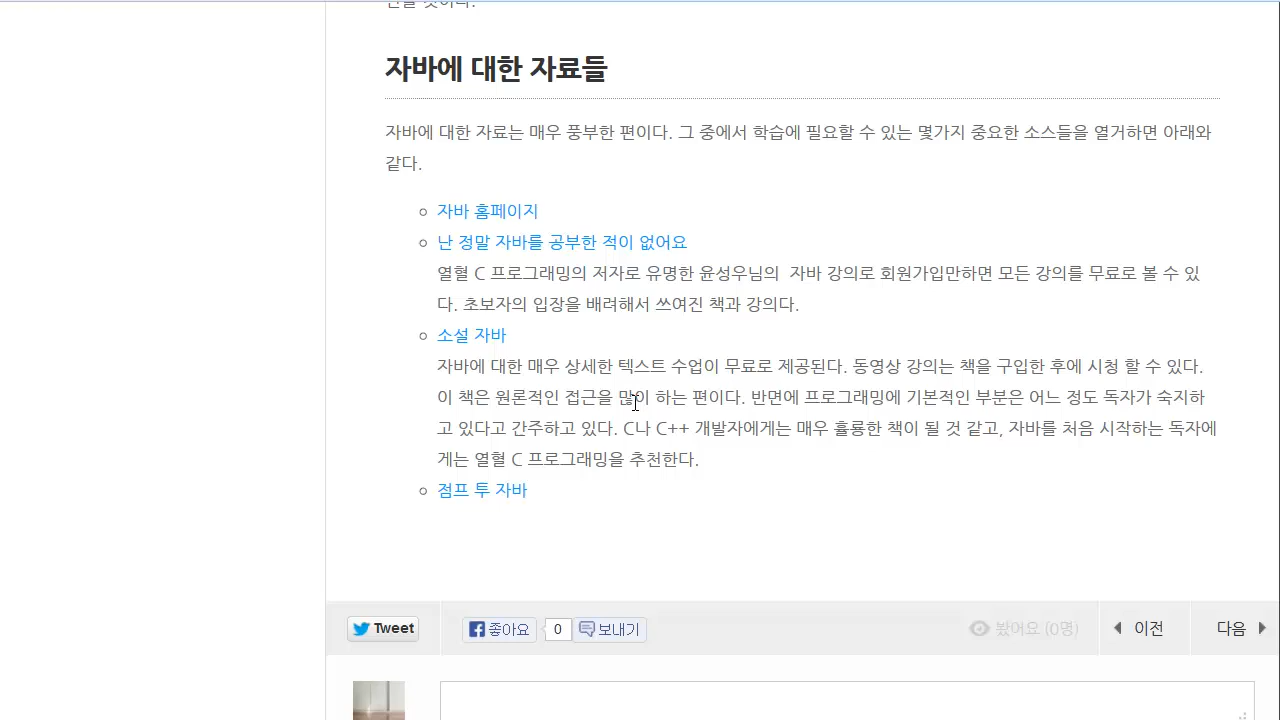 자바에 대한 자료들
자바에 대한 자료는 매우 풍부한 편이다. 그 중에서 학습에 필요할 수 있는 몇가지 중요한 소스들을 열거하면 아래와
같다.
자바 홈페이지
난 정말 자바를 공부한 적이 없어요
열혈 C 프로그래밍의 저자로 유명한 윤성우님의 자바 강의로 회원가입만하면 모든 강의를 무료로 볼 수 있
다. 초보자의 입장을 배려해서 쓰여진 책과 강의다.
소설 자바
자바에 대한 매우 상세한 텍스트 수업이 무료로 제공된다. 동영상 강의는 책을 구입한 후에 시청 할 수 있다.
이 책은 원론적인 접근을 많이 하는 편이다. 반면에 프로그래밍에 기본적인 부분은 어느 정도 독자가 숙지하
고 있다고 간주하고 있다. C나 C++ 개발자에게는 매우 휼륭한 책이 될 것 같고, 자바를 처음 시작하는 독자에
게는 열혈 C 프로그래밍을 추천한다.
점프 투 자바
Tweet 좋아요 0 보내기 봤어요 (0명) 이전 다음